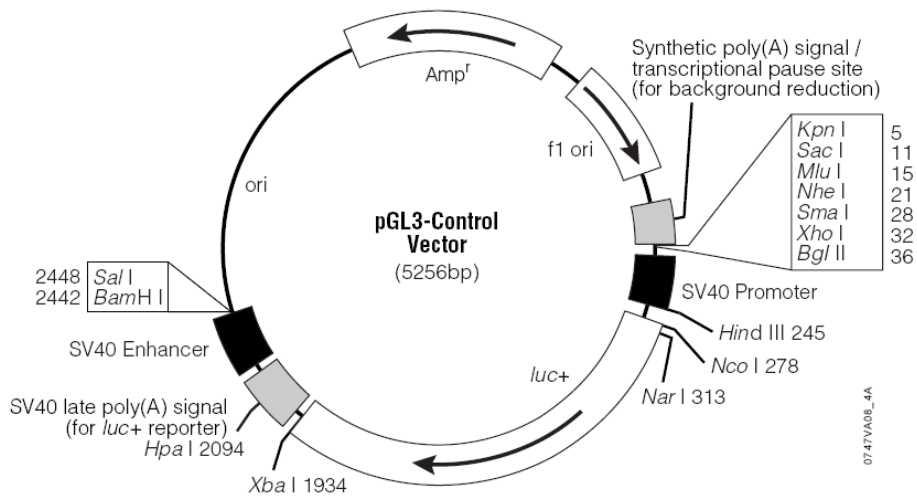 Amp^r
f1 ori
ori
Synthetic poly(A) signal /
transcriptional pause site
(for background reduction)
Kpn I 5
Sac I 11
Mlu I 15
Nhe I 21
Sma I 28
Xho I 32
Bgl II 36
pGL3-Control
Vector
(5256bp)
2448 Sal I
2442 BamH I
SV40 Promoter
Hind III 245
SV40 Enhancer
Nco I 278
luc+
Nar I 313
SV40 late poly(A) signal
(for luc+ reporter)
Hpa I 2094
Xba I 1934
0747VA08_4A